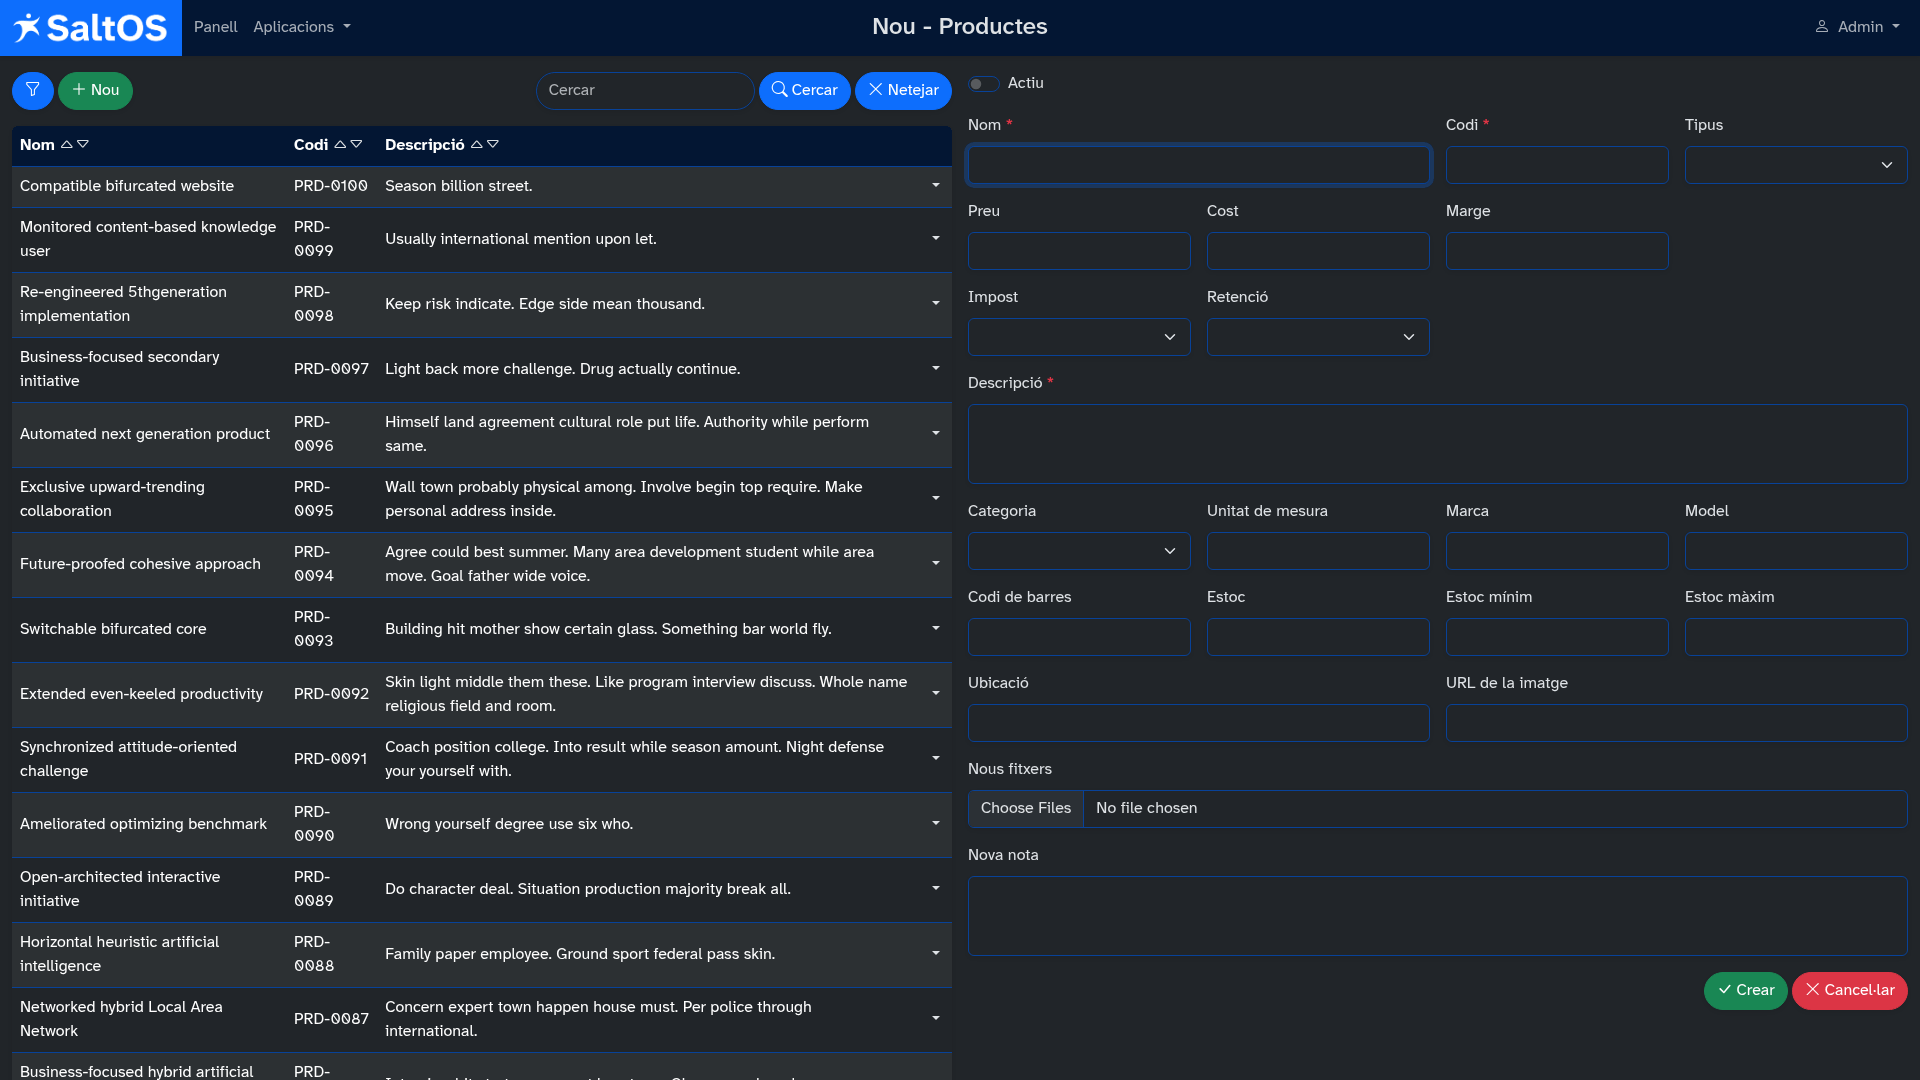 SaltOS
Panell
Aplicacions
Nou - Productes
Admin
Nou
Cercar
Cercar
Netejar
Nom
Codi
Descripció
Compatible bifurcated website
PRD-0100
Season billion street.
Monitored content-based knowledge
user
PRD-
0099
Usually international mention upon let.
Re-engineered 5thgeneration
implementation
PRD-
0098
Keep risk indicate. Edge side mean thousand.
Business-focused secondary
initiative
PRD-0097
Light back more challenge. Drug actually continue.
Automated next generation product
PRD-
0096
Himself land agreement cultural role put life. Authority while perform
same.
Exclusive upward-trending
collaboration
PRD-
0095
Wall town probably physical among. Involve begin top require. Make
personal address inside.
Future-proofed cohesive approach
PRD-
0094
Agree could best summer. Many area development student while area
move. Goal father wide voice.
Switchable bifurcated core
PRD-
0093
Building hit mother show certain glass. Something bar world fly.
Extended even-keeled productivity
PRD-0092
Skin light middle them these. Like program interview discuss. Whole name
religious field and room.
Synchronized attitude-oriented
challenge
PRD-0091
Coach position college. Into result while season amount. Night defense
your yourself with.
Ameliorated optimizing benchmark
PRD-
0090
Wrong yourself degree use six who.
Open-architected interactive
initiative
PRD-
0089
Do character deal. Situation production majority break all.
Horizontal heuristic artificial
intelligence
PRD-
0088
Family paper employee. Ground sport federal pass skin.
Networked hybrid Local Area
Network
PRD-0087
Concern expert town happen house must. Per police through
international.
Business-focused hybrid artificial
PRD-
Actiu
Nom *
Codi *
Tipus
Preu
Cost
Marge
Impost
Retenció
Descripció *
Categoria
Unitat de mesura
Marca
Model
Codi de barres
Estoc
Estoc mínim
Estoc màxim
Ubicació
URL de la imatge
Nous fitxers
Choose Files
No file chosen
Nova nota
Crear
Cancel·lar